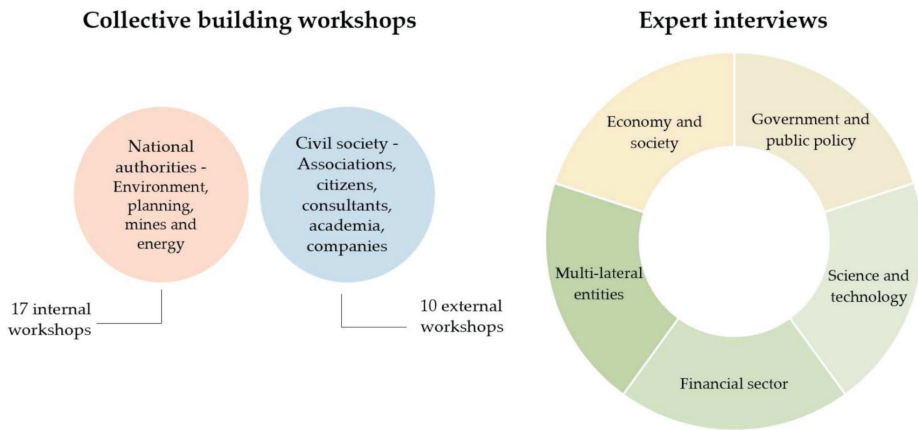 Collective building workshops
National
authorities -
Environment,
planning,
mines and
energy
Civil society -
Associations,
citizens,
consultants,
academia,
companies
17 internal
workshops
10 external
workshops
Expert interviews
Economy and
society
Government and
public policy
Multi-lateral
entities
Science and
technology
Financial sector